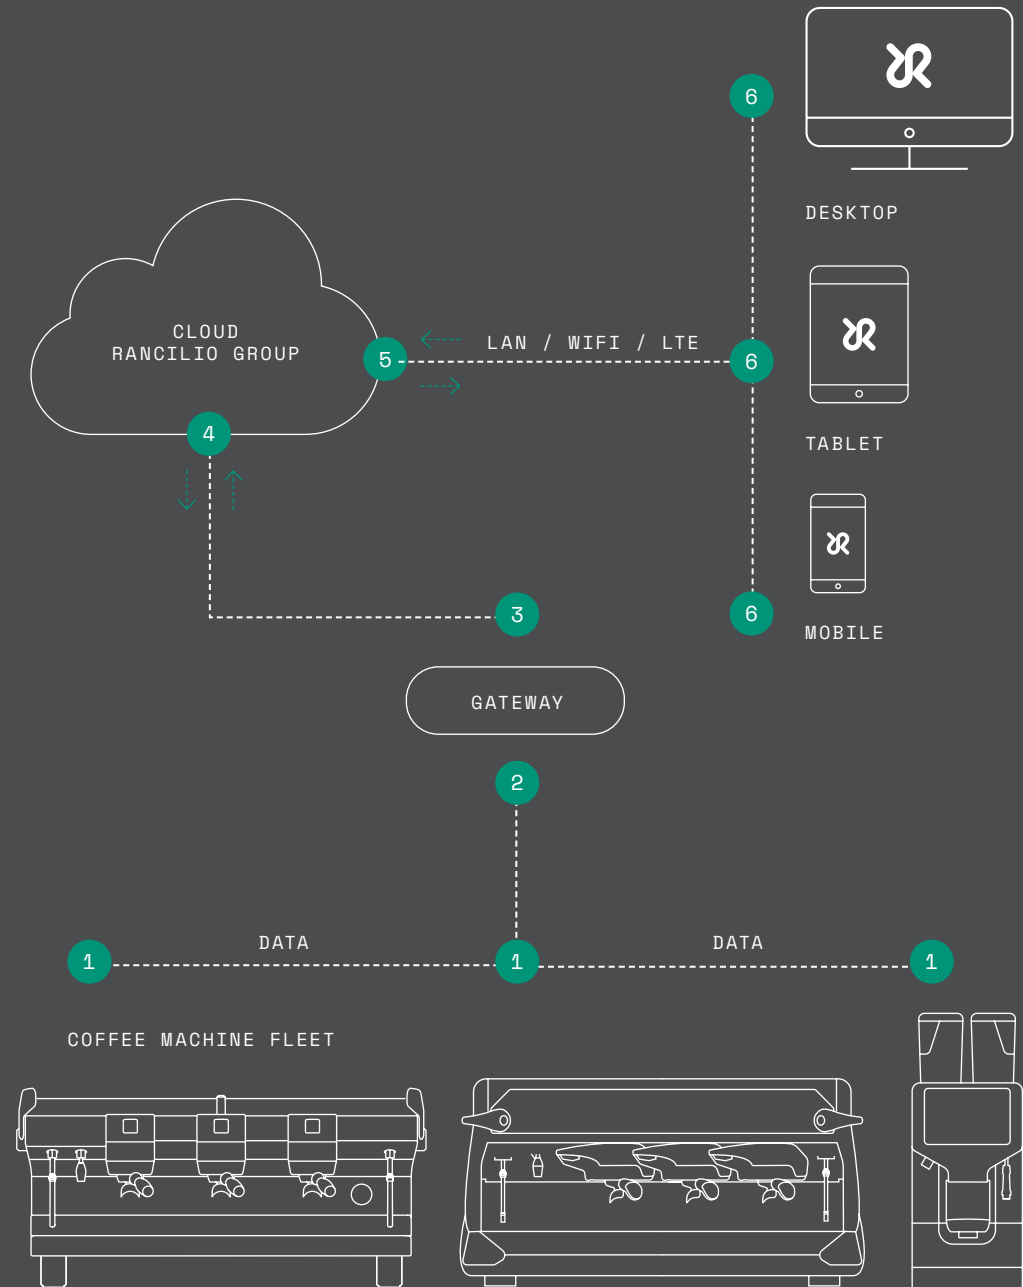 6
DESKTOP
CLOUD
RANCILIO GROUP
5
LAN / WIFI / LTE
6
4
TABLET
3
6
MOBILE
GATEWAY
2
DATA
DATA
1
1
1
COFFEE MACHINE FLEET